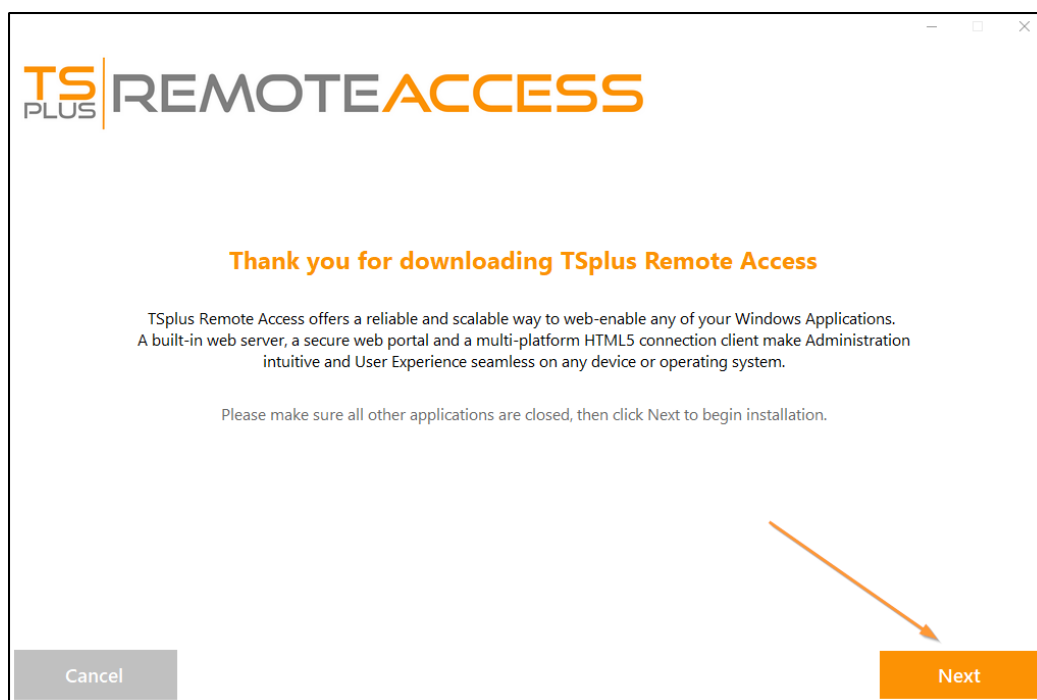 TS PLUS REMOTEACCESS
Thank you for downloading TSplus Remote Access
TSplus Remote Access offers a reliable and scalable way to web-enable any of your Windows Applications.
A built-in web server, a secure web portal and a multi-platform HTML5 connection client make Administration
intuitive and User Experience seamless on any device or operating system.
Please make sure all other applications are closed, then click Next to begin installation.
Cancel
Next